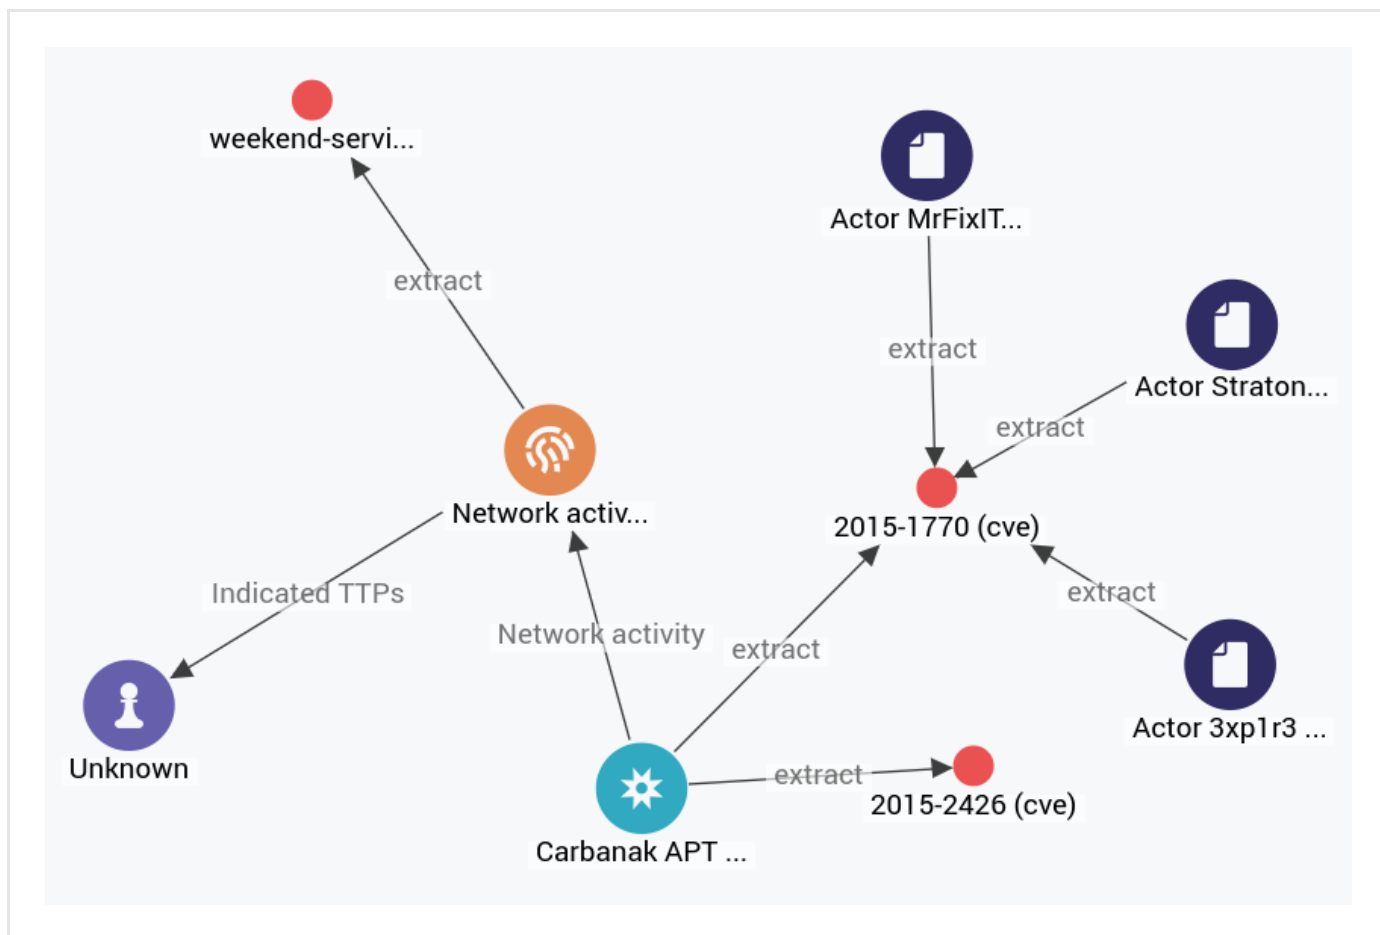 weekend-servi...
Actor MrFixIT...
extract
extract
Actor Straton...
extract
Network activ...
2015-1770 (cve)
Indicated TTPs
extract
Network activity
extract
Actor 3xp1r3 ...
Unknown
extract
2015-2426 (cve)
Carbanak APT ...